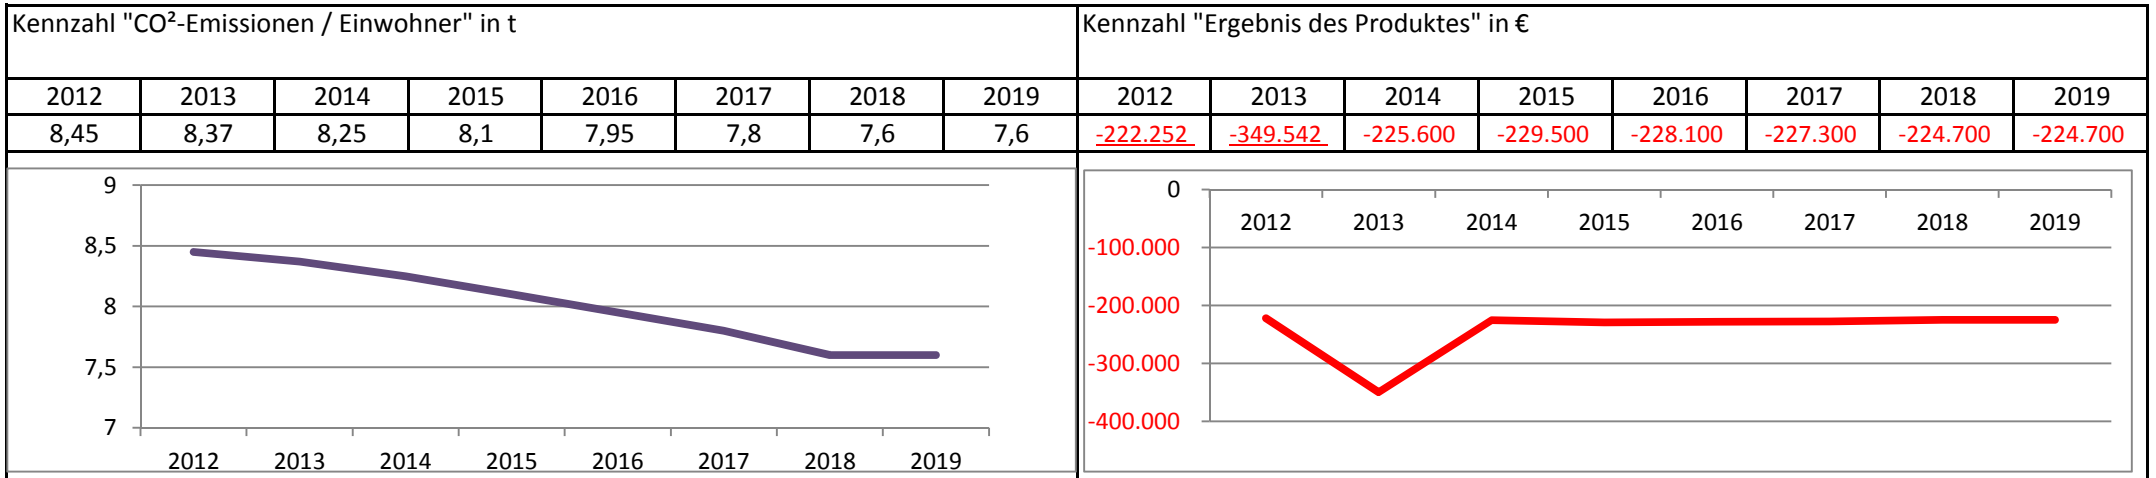 Kennzahl "CO²-Emissionen / Einwohner" in t
2012 2013 2014 2015 2016 2017 2018 2019
8,45 8,37 8,25 8,1 7,95 7,8 7,6 7,6
9
8,5
8
7,5
7
2012 2013 2014 2015 2016 2017 2018 2019
Kennzahl "Ergebnis des Produktes" in €
2012 2013 2014 2015 2016 2017 2018 2019
-222.252 -349.542 -225.600 -229.500 -228.100 -227.300 -224.700 -224.700
0
2012 2013 2014 2015 2016 2017 2018 2019
-100.000
-200.000
-300.000
-400.000